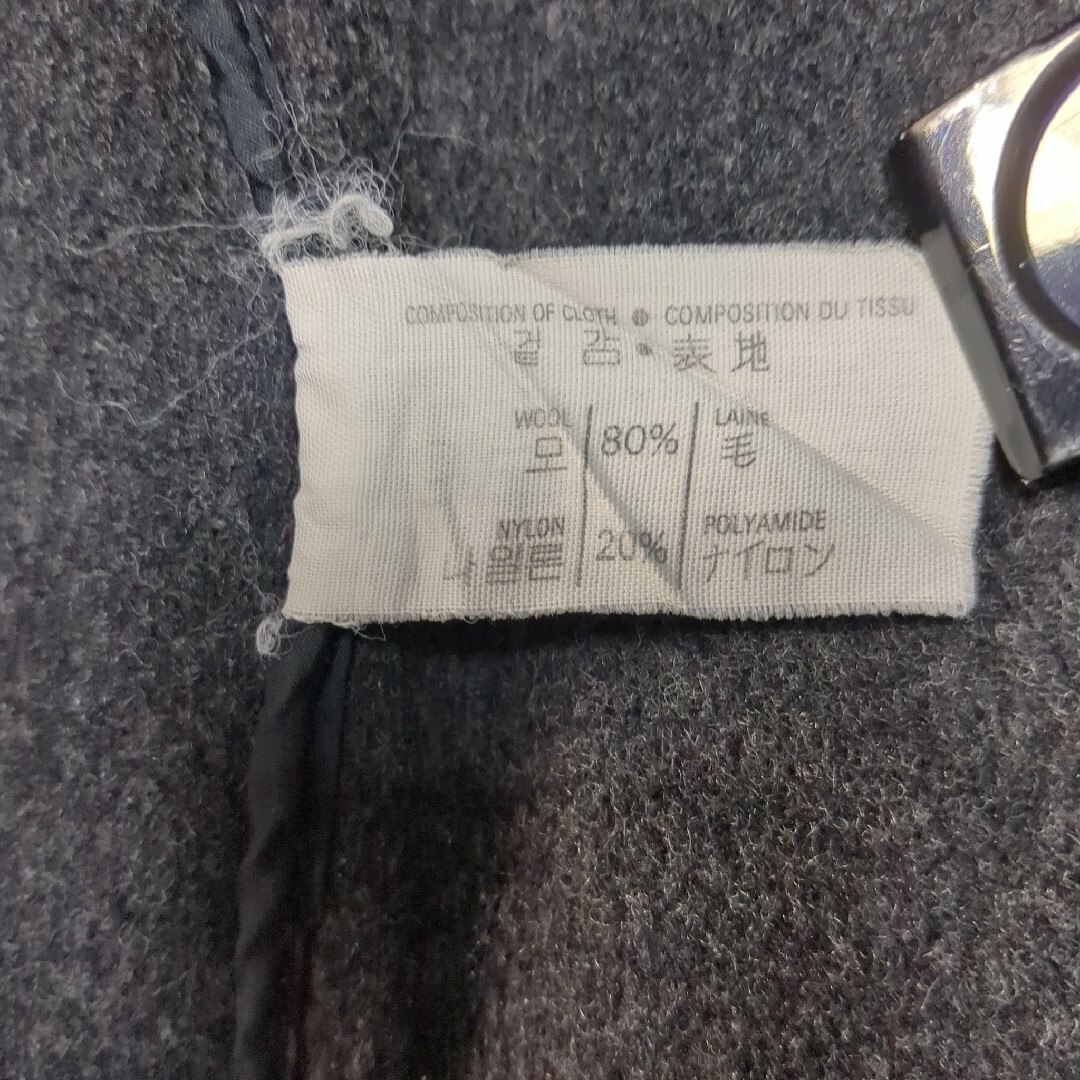 COMPOSITION OF CLOTH ● COMPOSITION DU TISSU
겉 감 ● 表 地
WOOL 80% LAINE
모 毛
NYLON 20% POLYAMIDE
나일론 ナイロン